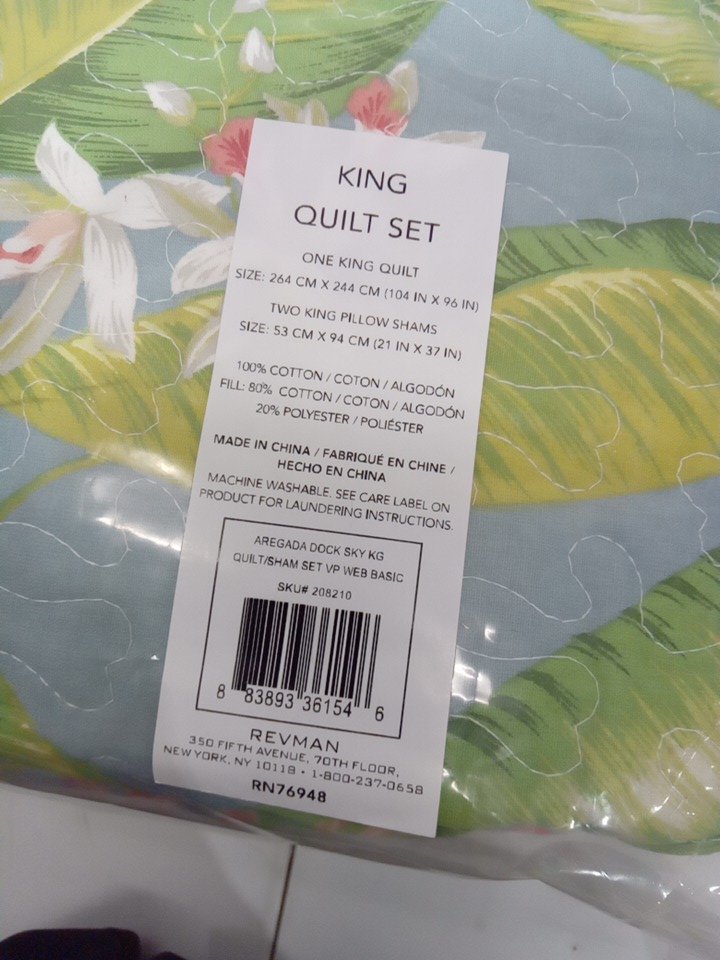 KING
QUILT SET
ONE KING QUILT
SIZE: 264 CM X 244 CM (104 IN X 96 IN)
TWO KING PILLOW SHAMS
SIZE: 53 CM X 94 CM (21 IN X 37 IN)
100% COTTON / COTON / ALGODÓN
FILL: 80% COTTON / COTON / ALGODÓN
20% POLYESTER / POLIÉSTER
MADE IN CHINA / FABRIQUÉ EN CHINE /
HECHO EN CHINA
MACHINE WASHABLE. SEE CARE LABEL ON
PRODUCT FOR LAUNDERING INSTRUCTIONS.
AREGADA DOCK SKY KG
QUILT/SHAM SET VP WEB BASIC
SKU# 208210
8 83893 36154 6
REVMAN
350 FIFTH AVENUE, 70TH FLOOR,
NEW YORK, NY 10118 • 1-800-237-0658
RN76948